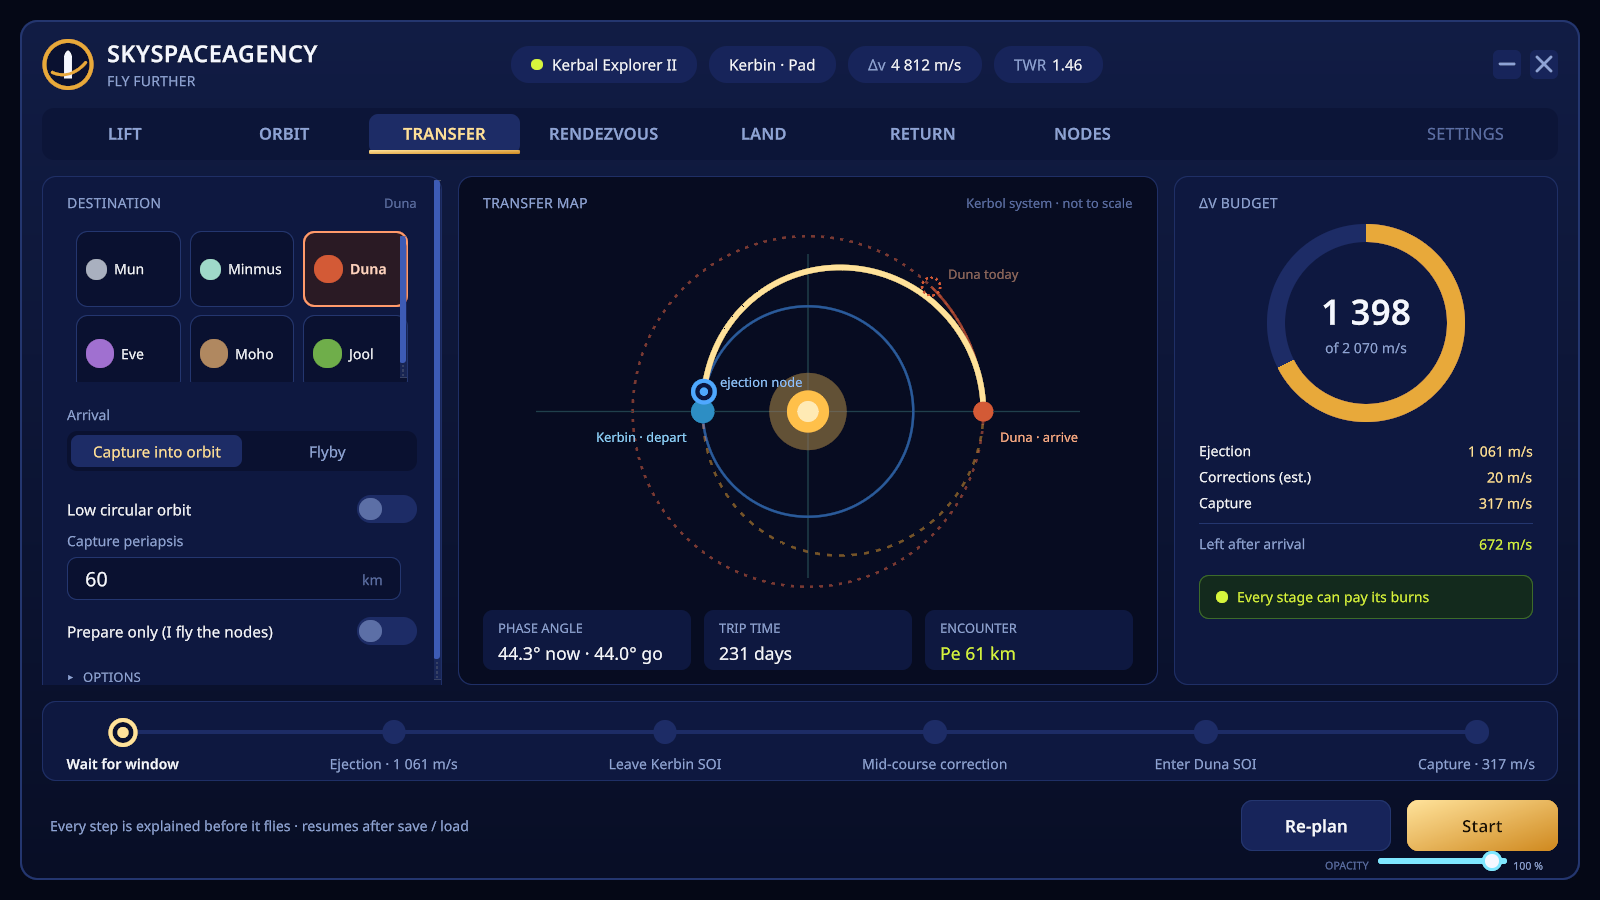 SKYSPACEAGENCY
FLY FURTHER
Kerbal Explorer II
Kerbin · Pad
Δv 4 812 m/s
TWR 1.46
LIFT
ORBIT
TRANSFER
RENDEZVOUS
LAND
RETURN
NODES
SETTINGS
DESTINATION
Duna
Mun
Minmus
Duna
Eve
Moho
Jool
Arrival
Capture into orbit
Flyby
Low circular orbit
Capture periapsis
60 km
Prepare only (I fly the nodes)
OPTIONS
TRANSFER MAP
Kerbol system · not to scale
Duna today
ejection node
Kerbin · depart
Duna · arrive
PHASE ANGLE
44.3° now · 44.0° go
TRIP TIME
231 days
ENCOUNTER
Pe 61 km
ΔV BUDGET
1 398
of 2 070 m/s
Ejection 1 061 m/s
Corrections (est.) 20 m/s
Capture 317 m/s
Left after arrival 672 m/s
Every stage can pay its burns
Wait for window
Ejection · 1 061 m/s
Leave Kerbin SOI
Mid-course correction
Enter Duna SOI
Capture · 317 m/s
Every step is explained before it flies · resumes after save / load
Re-plan
Start
OPACITY
100 %